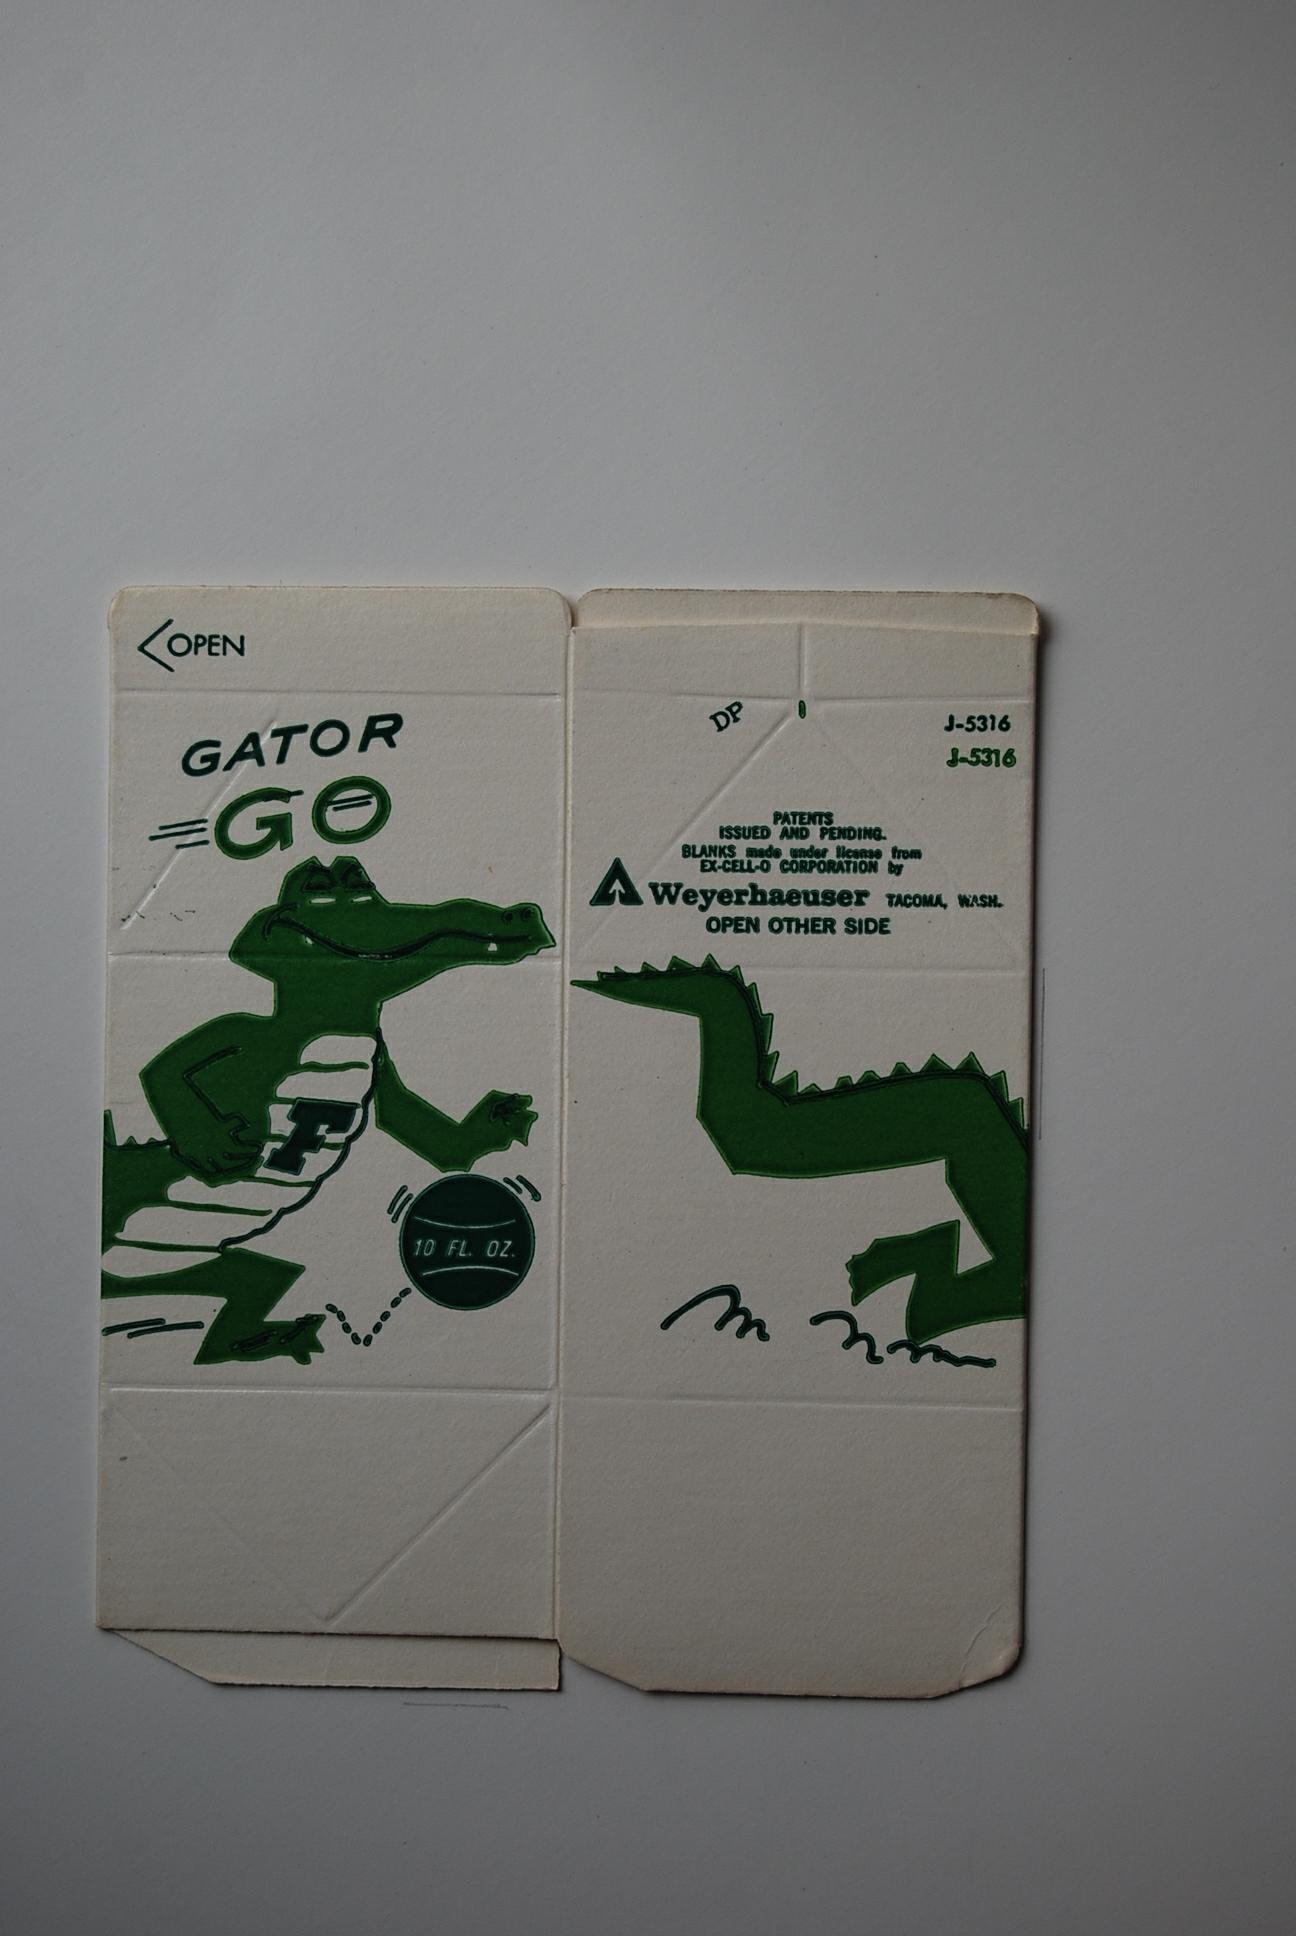 OPEN
GATOR
GO
F
10 FL. OZ.
DP
J-5316
J-5316
PATENTS
ISSUED AND PENDING.
BLANKS made under license from
EX-CELL-O CORPORATION by
Weyerhaeuser TACOMA, WASH.
OPEN OTHER SIDE